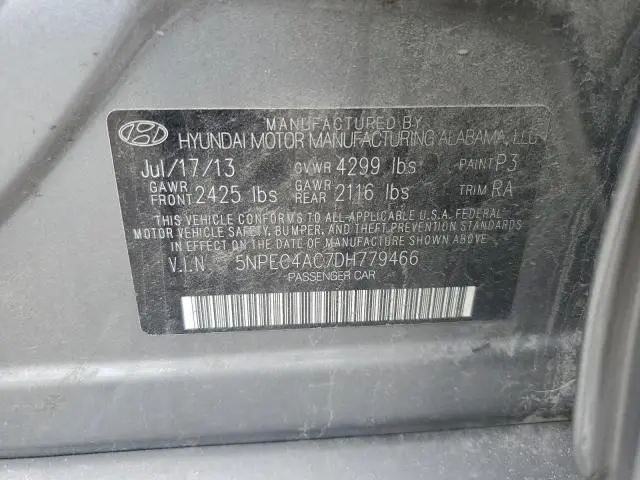 MANUFACTURED BY
HYUNDAI MOTOR MANUFACTURING ALABAMA, LLC
Jul/17/13 GVWR 4299 lbs PAINT P3
GAWR FRONT 2425 lbs GAWR REAR 2116 lbs TRIM RA
THIS VEHICLE CONFORMS TO ALL APPLICABLE U.S.A. FEDERAL
MOTOR VEHICLE SAFETY, BUMPER, AND THEFT PREVENTION
STANDARDS IN EFFECT ON THE DATE OF MANUFACTURE SHOWN ABOVE.
V.I.N 5NPEC4AC7DH779466
PASSENGER CAR